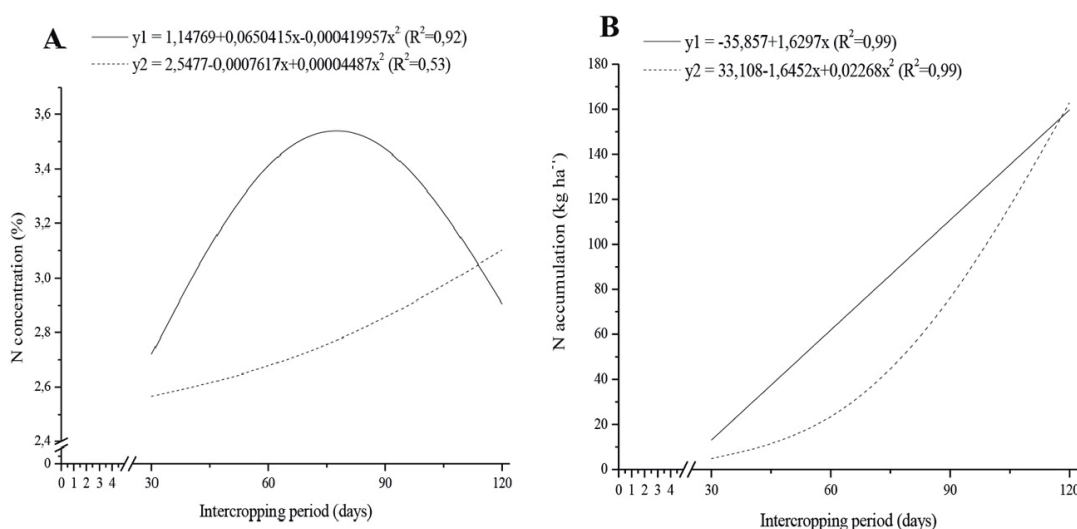 A
y1 = 1,14769+0,0650415x-0,000419957x² (R²=0,92)
y2 = 2,5477-0,0007617x+0,00004487x² (R²=0,53)
N concentration (%)
3,6
3,4
3,2
3,0
2,8
2,6
2,4
0
0 1 2 3 4 30 60 90 120
Intercropping period (days)
B
y1 = -35,857+1,6297x (R²=0,99)
y2 = 33,108-1,6452x+0,02268x² (R²=0,99)
N accumulation (kg ha⁻¹)
180
160
140
120
100
80
60
40
20
0
0 1 2 3 4 30 60 90 120
Intercropping period (days)